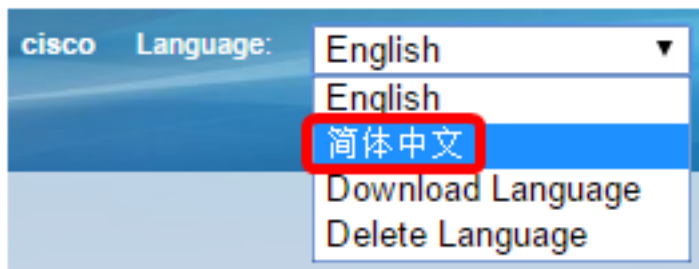 cisco Language: English
English
简体中文
Download Language
Delete Language